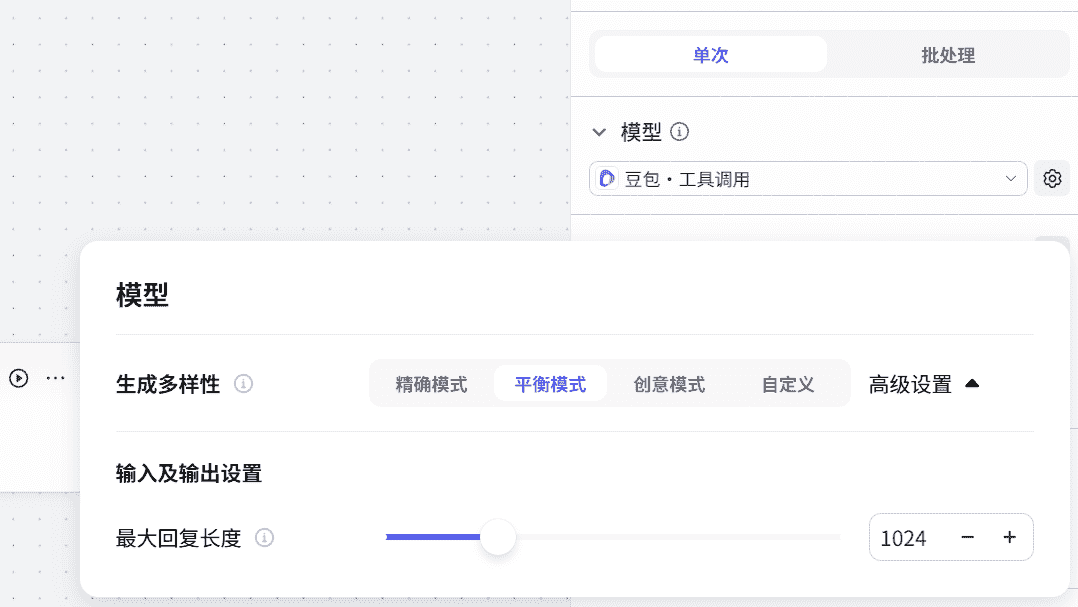 单次 批处理
模型
豆包・工具调用
模型
生成多样性 精确模式 平衡模式 创意模式 自定义 高级设置
输入及输出设置
最大回复长度 1024